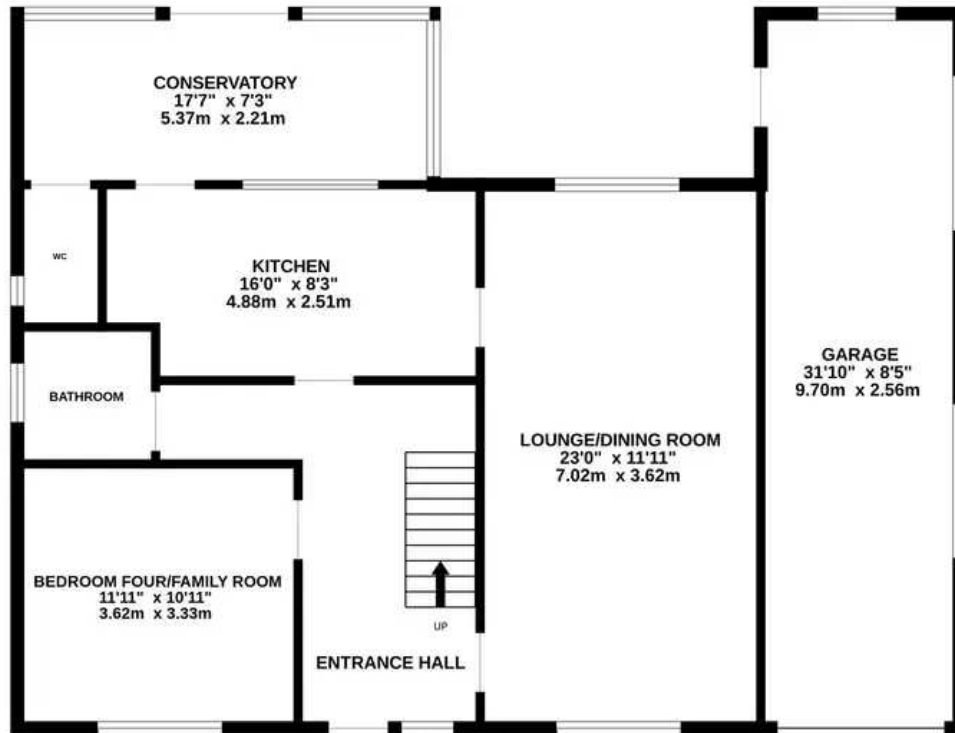 CONSERVATORY
17'7" x 7'3"
5.37m x 2.21m
WC
KITCHEN
16'0" x 8'3"
4.88m x 2.51m
GARAGE
31'10" x 8'5"
9.70m x 2.56m
BATHROOM
LOUNGE/DINING ROOM
23'0" x 11'11"
7.02m x 3.62m
BEDROOM FOUR/FAMILY ROOM
11'11" x 10'11"
3.62m x 3.33m
UP
ENTRANCE HALL